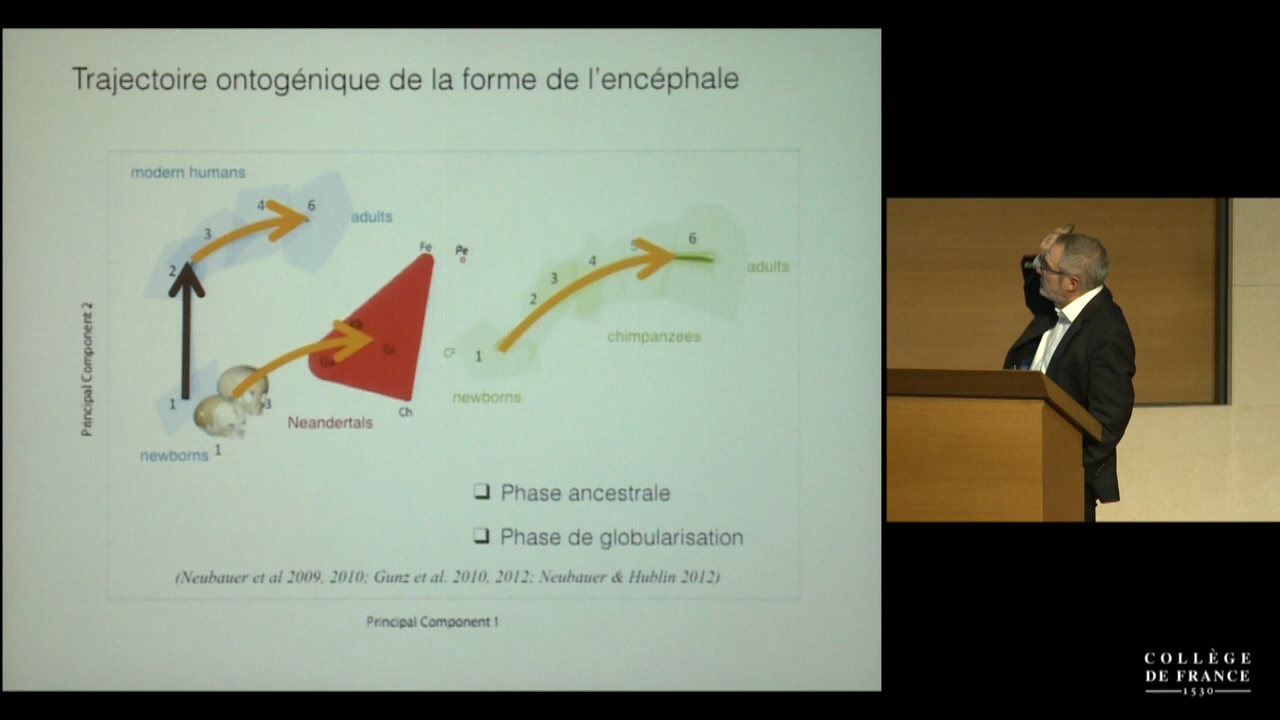 Trajectoire ontogénique de la forme de l'encéphale
modern humans
4
6
adults
3
2
Fe
Pe
5
6
4
adults
3
2
chimpanzees
Gi
CF
1
newborns
1
3
Ch
Neandertals
newborns
1
Principal Component 2
❑ Phase ancestrale
❑ Phase de globularisation
(Neubauer et al 2009, 2010; Gunz et al. 2010, 2012; Neubauer & Hublin 2012)
Principal Component 1
COLLÈGE
DE FRANCE
1530